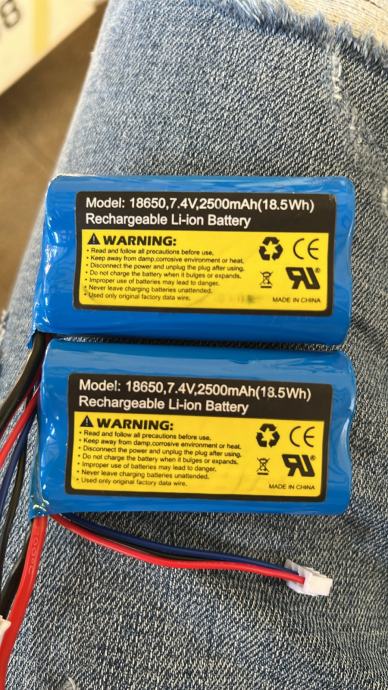 Model: 18650,7.4V,2500mAh(18.5Wh)
Rechargeable Li-ion Battery
WARNING:
• Read and follow all precautions before use.
• Keep away from damp,corrosive environment or heat.
• Disconnect the power and unplug the plug after using.
• Do not charge the battery when it bulges or expands.
• Improper use of batteries may lead to danger.
• Never leave charging batteries unattended.
• Used only original factory data wire.
CE
MADE IN CHINA
Model: 18650,7.4V,2500mAh(18.5Wh)
Rechargeable Li-ion Battery
WARNING:
• Read and follow all precautions before use.
• Keep away from damp,corrosive environment or heat.
• Disconnect the power and unplug the plug after using.
• Do not charge the battery when it bulges or expands.
• Improper use of batteries may lead to danger.
• Never leave charging batteries unattended.
• Used only original factory data wire.
CE
MADE IN CHINA